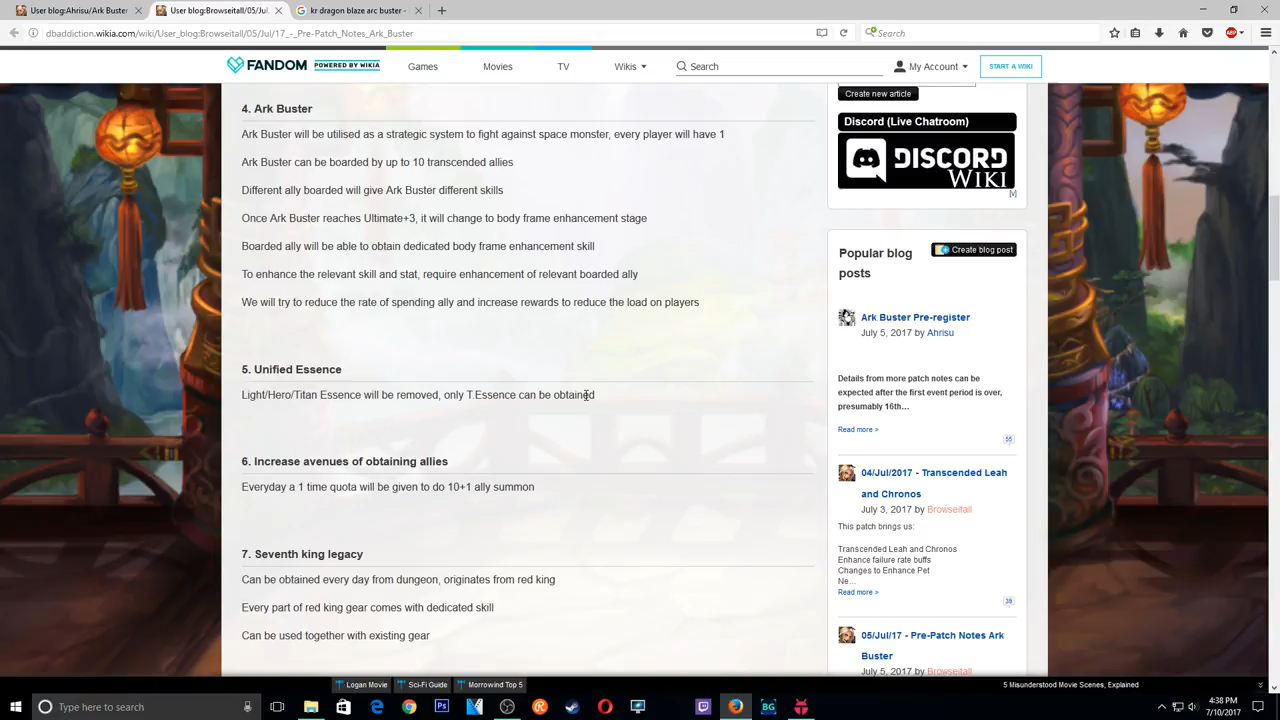 User blog:Ahrisu/Ark Buster
User blog:Browseitall/05/Jul/
kr dragon blaze arc buster -
dbaddiction.wikia.com/wiki/User_blog:Browseitall/05/Jul/17_-_Pre-Patch_Notes_Ark_Buster
Search
FANDOM POWERED BY WIKIA
Games
Movies
TV
Wikis
Search
My Account
START A WIKI
4. Ark Buster
Ark Buster will be utilised as a strategic system to fight against space monster, every player will have 1
Ark Buster can be boarded by up to 10 transcended allies
Different ally boarded will give Ark Buster different skills
Once Ark Buster reaches Ultimate+3, it will change to body frame enhancement stage
Boarded ally will be able to obtain dedicated body frame enhancement skill
To enhance the relevant skill and stat, require enhancement of relevant boarded ally
We will try to reduce the rate of spending ally and increase rewards to reduce the load on players
5. Unified Essence
Light/Hero/Titan Essence will be removed, only T.Essence can be obtained
6. Increase avenues of obtaining allies
Everyday a 1 time quota will be given to do 10+1 ally summon
7. Seventh king legacy
Can be obtained every day from dungeon, originates from red king
Every part of red king gear comes with dedicated skill
Can be used together with existing gear
Create new article
Discord (Live Chatroom)
DISCORD
WIKI
[v]
Popular blog
posts
Create blog post
Ark Buster Pre-register
July 5, 2017 by Ahrisu
Details from more patch notes can be
expected after the first event period is over,
presumably 16th…
Read more >
55
04/Jul/2017 - Transcended Leah
and Chronos
July 3, 2017 by Browseitall
This patch brings us:
Transcended Leah and Chronos
Enhance failure rate buffs
Changes to Enhance Pet
Ne…
Read more >
39
05/Jul/17 - Pre-Patch Notes Ark
Buster
July 5, 2017 by Browseitall
Logan Movie
Sci-Fi Guide
Morrowind Top 5
5 Misunderstood Movie Scenes, Explained
Type here to search
4:38 PM
7/10/2017